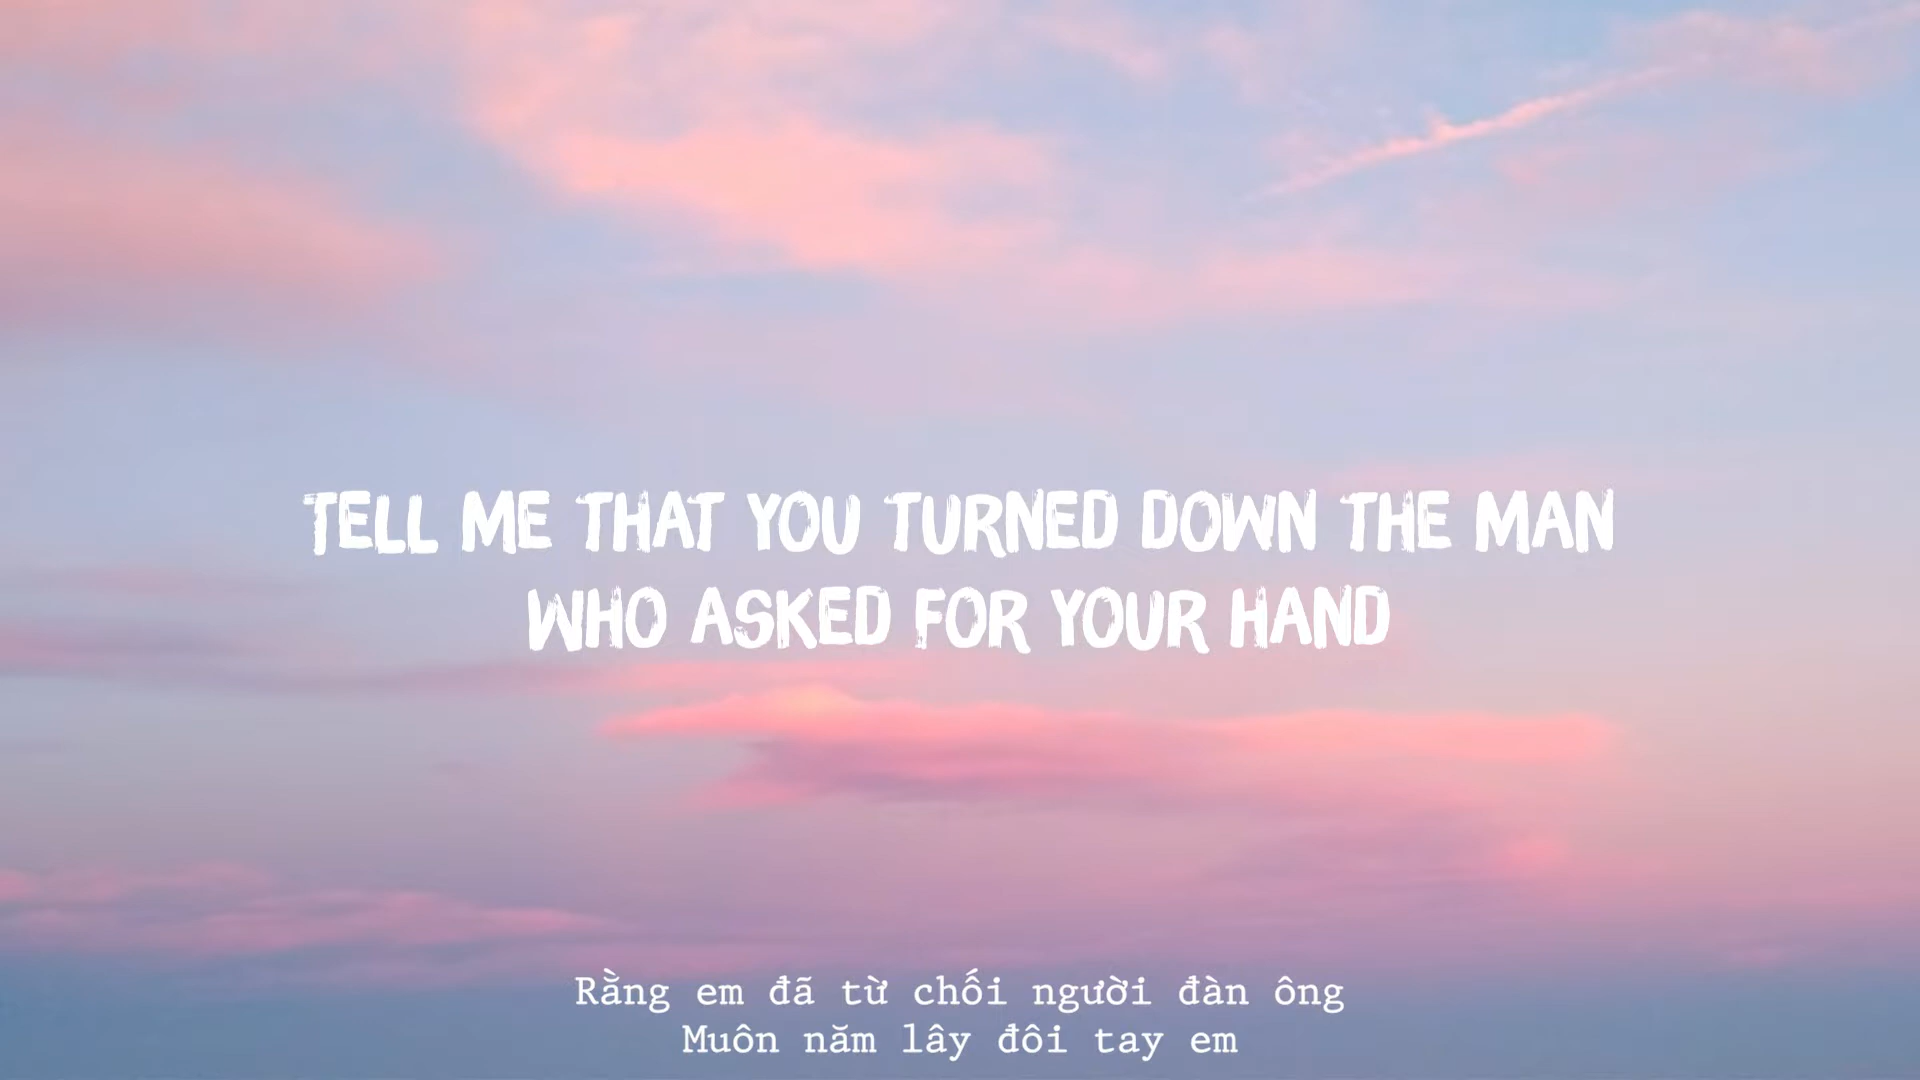 TELL ME THAT YOU TURNED DOWN THE MAN
WHO ASKED FOR YOUR HAND
Rằng em đã từ chối người đàn ông
Muôn năm lây đôi tay em